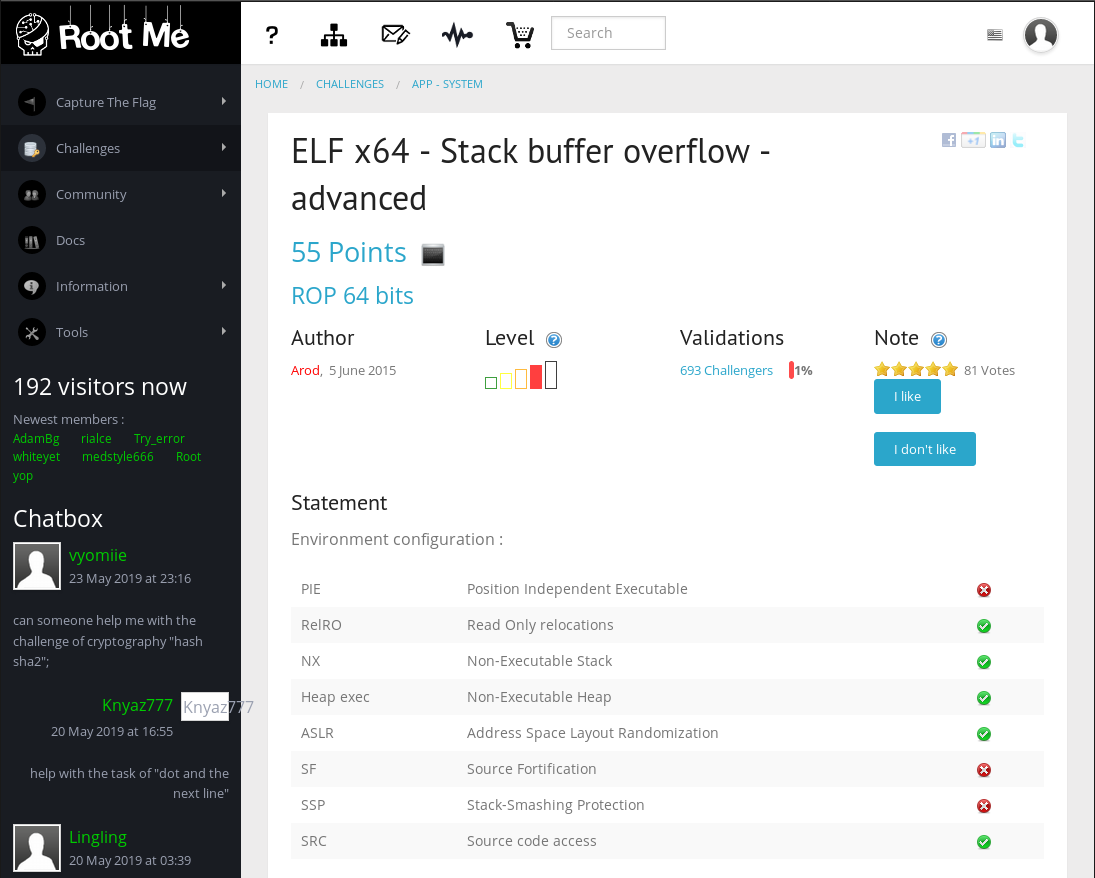 Root Me
?
Search
Capture The Flag
Challenges
Community
Docs
Information
Tools
192 visitors now
Newest members :
AdamBg rialce Try_error
whiteyet medstyle666 Root
yop
Chatbox
vyomiie
23 May 2019 at 23:16
can someone help me with the
challenge of cryptography "hash
sha2";
Knyaz777 Knyaz777
20 May 2019 at 16:55
help with the task of "dot and the
next line"
Lingling
20 May 2019 at 03:39
HOME / CHALLENGES / APP - SYSTEM
ELF x64 - Stack buffer overflow -
advanced
f +1 in t
55 Points
ROP 64 bits
Author Level ? Validations Note ?
Arod, 5 June 2015 693 Challengers 1% 81 Votes
I like
I don't like
Statement
Environment configuration :
PIE Position Independent Executable
RelRO Read Only relocations
NX Non-Executable Stack
Heap exec Non-Executable Heap
ASLR Address Space Layout Randomization
SF Source Fortification
SSP Stack-Smashing Protection
SRC Source code access